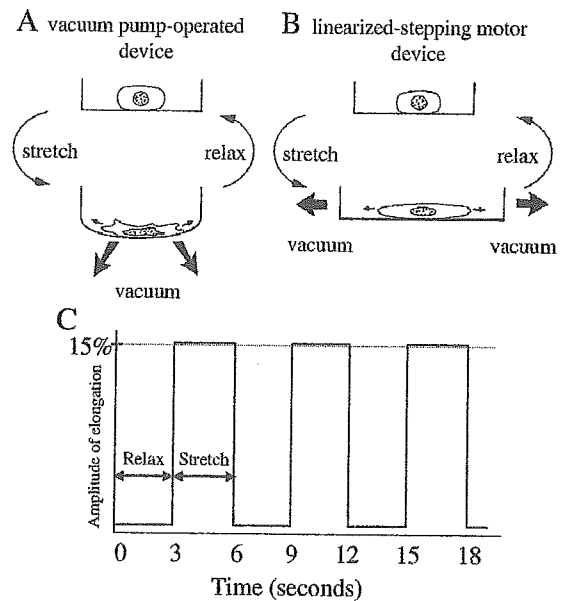 A vacuum pump-operated
device
B linearized-stepping motor
device
stretch
relax
stretch
relax
vacuum
vacuum
vacuum
C
15%
Amplitude of elongation
Relax
Stretch
0 3 6 9 12 15 18
Time (seconds)